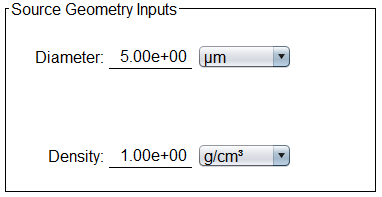 Source Geometry Inputs
Diameter: 5.00e+00 µm
Density: 1.00e+00 g/cm³